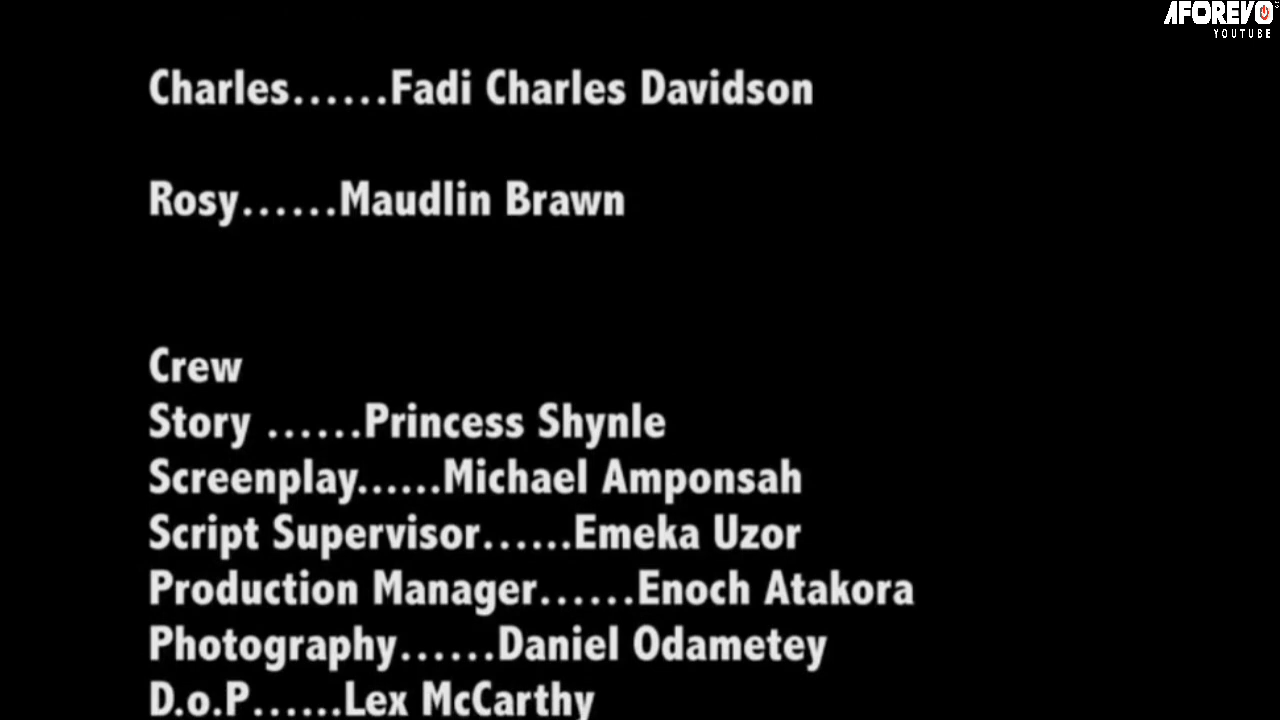 AFOREVO
YOUTUBE
Charles......Fadi Charles Davidson
Rosy......Maudlin Brawn
Crew
Story ......Princess Shynle
Screenplay......Michael Amponsah
Script Supervisor......Emeka Uzor
Production Manager......Enoch Atakora
Photography......Daniel Odametey
D.o.P......Lex McCarthy